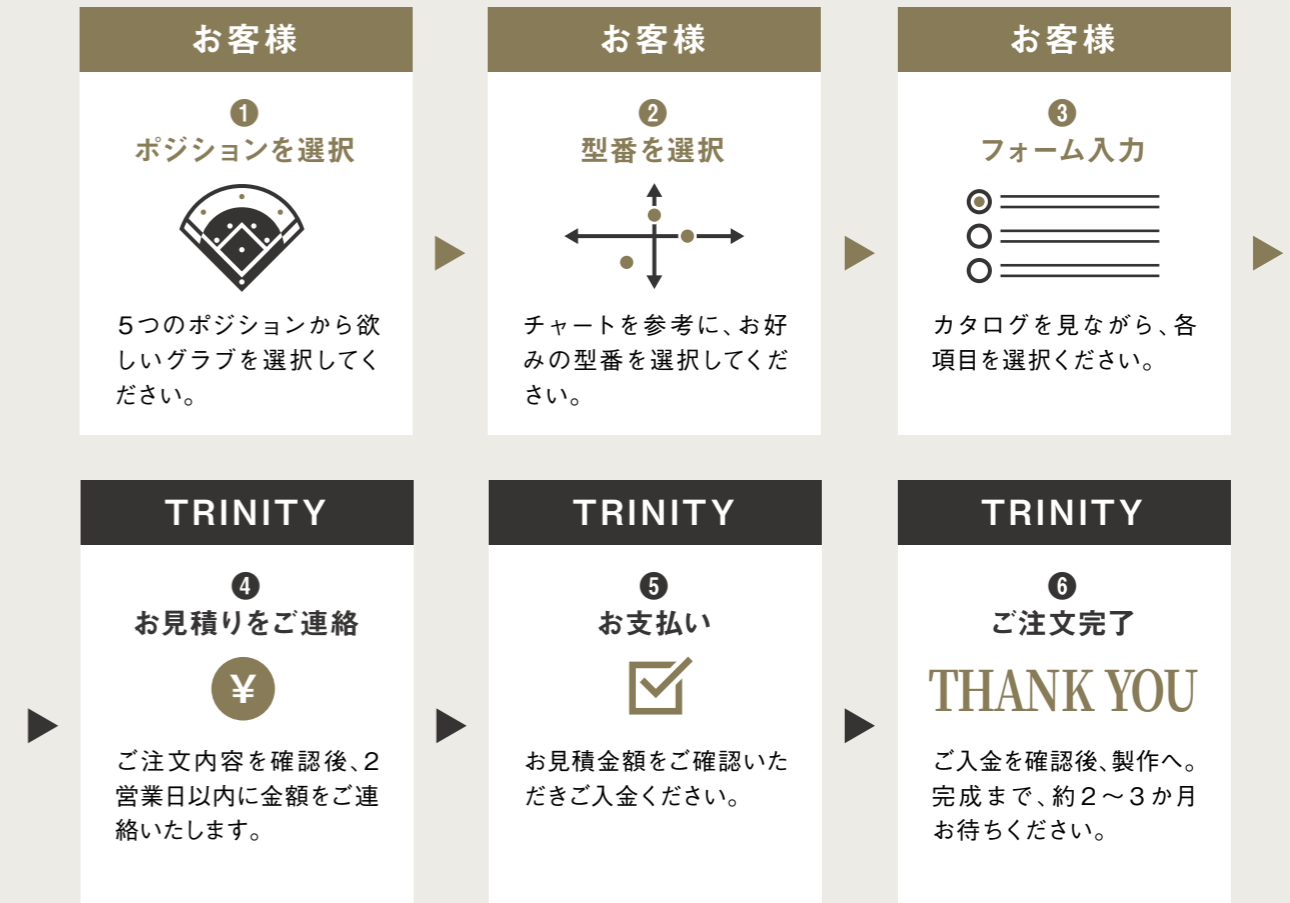 お客様
❶
ポジションを選択
5つのポジションから欲
しいグラブを選択してく
ださい。
お客様
❷
型番を選択
チャートを参考に、お好
みの型番を選択してくだ
さい。
お客様
❸
フォーム入力
カタログを見ながら、各
項目を選択ください。
TRINITY
❹
お見積りをご連絡
¥
ご注文内容を確認後、2
営業日以内に金額をご連
絡いたします。
TRINITY
❺
お支払い
お見積金額をご確認いた
だきご入金ください。
TRINITY
❻
ご注文完了
THANK YOU
ご入金を確認後、製作へ。
完成まで、約2〜3か月
お待ちください。